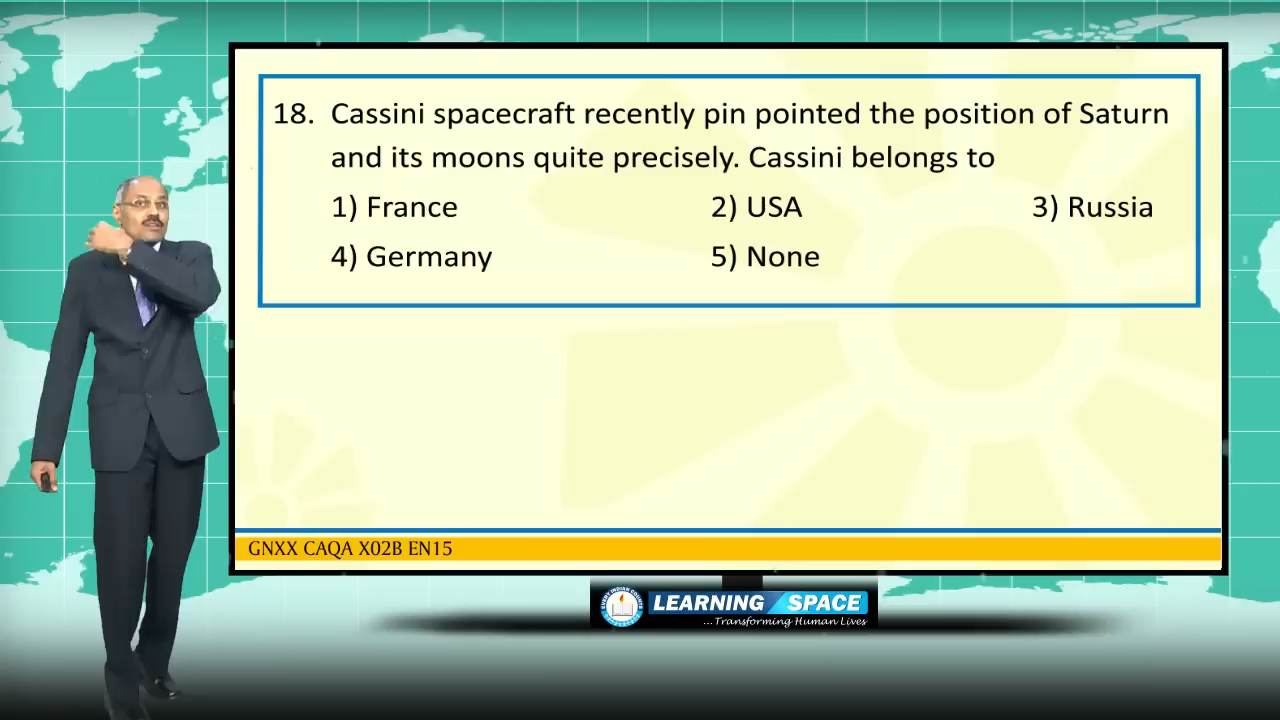 18. Cassini spacecraft recently pin pointed the position of Saturn
and its moons quite precisely. Cassini belongs to
1) France 2) USA 3) Russia
4) Germany 5) None
GNXX CAQA X02B EN15
LEARNING SPACE
...Transforming Human Lives